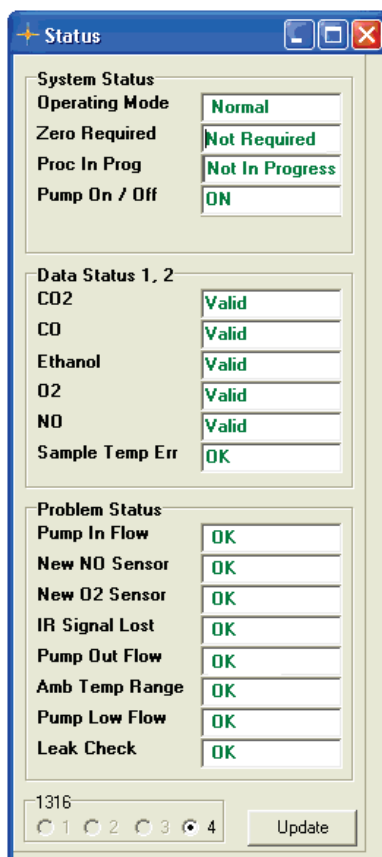 Status
System Status
Operating Mode Normal
Zero Required Not Required
Proc In Prog Not In Progress
Pump On / Off ON
Data Status 1, 2
CO2 Valid
CO Valid
Ethanol Valid
O2 Valid
NO Valid
Sample Temp Err OK
Problem Status
Pump In Flow OK
New NO Sensor OK
New O2 Sensor OK
IR Signal Lost OK
Pump Out Flow OK
Amb Temp Range OK
Pump Low Flow OK
Leak Check OK
1316
1 2 3 4 Update